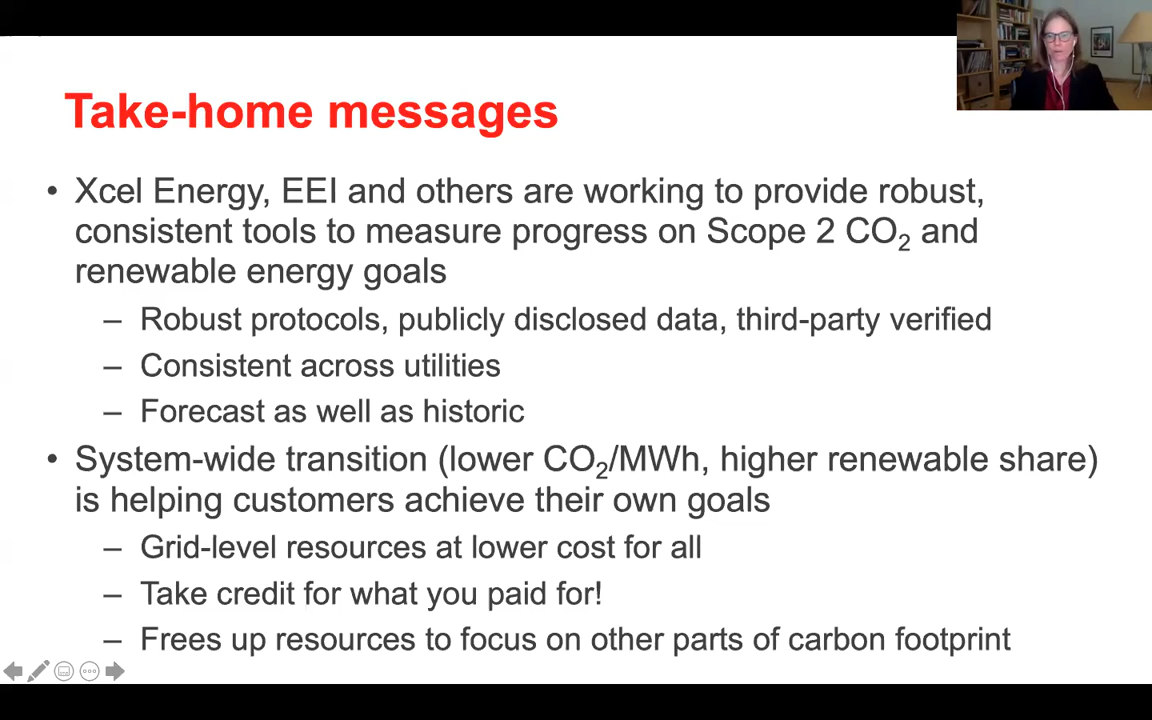 Take-home messages
• Xcel Energy, EEI and others are working to provide robust,
consistent tools to measure progress on Scope 2 CO₂ and
renewable energy goals
– Robust protocols, publicly disclosed data, third-party verified
– Consistent across utilities
– Forecast as well as historic
• System-wide transition (lower CO₂/MWh, higher renewable share)
is helping customers achieve their own goals
– Grid-level resources at lower cost for all
– Take credit for what you paid for!
– Frees up resources to focus on other parts of carbon footprint